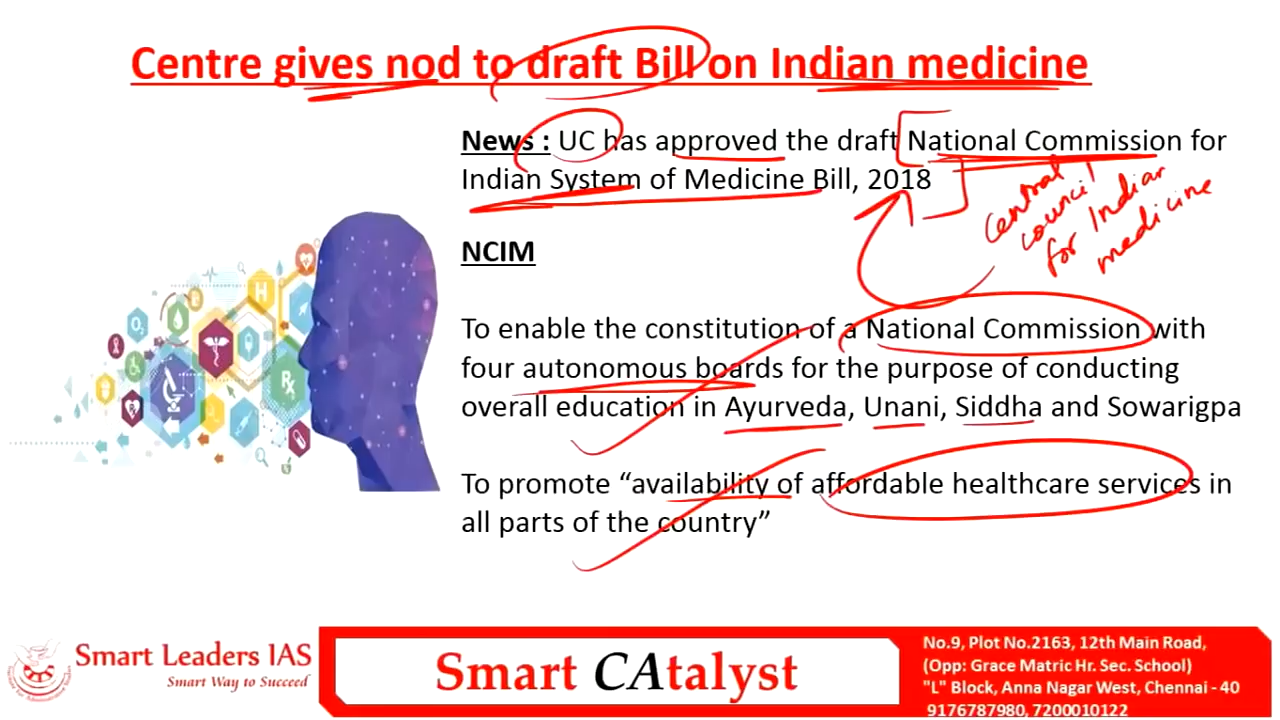 Centre gives nod to draft Bill on Indian medicine
News : UC has approved the draft National Commission for
Indian System of Medicine Bill, 2018
central
council
for Indian
medicine
NCIM
To enable the constitution of a National Commission with
four autonomous boards for the purpose of conducting
overall education in Ayurveda, Unani, Siddha and Sowarigpa
To promote “availability of affordable healthcare services in
all parts of the country”
H
O2
Rx
Smart Leaders IAS
Smart Way to Succeed
Smart CAtalyst
No.9, Plot No.2163, 12th Main Road,
(Opp: Grace Matric Hr. Sec. School)
"L" Block, Anna Nagar West, Chennai - 40
9176787980, 7200010122